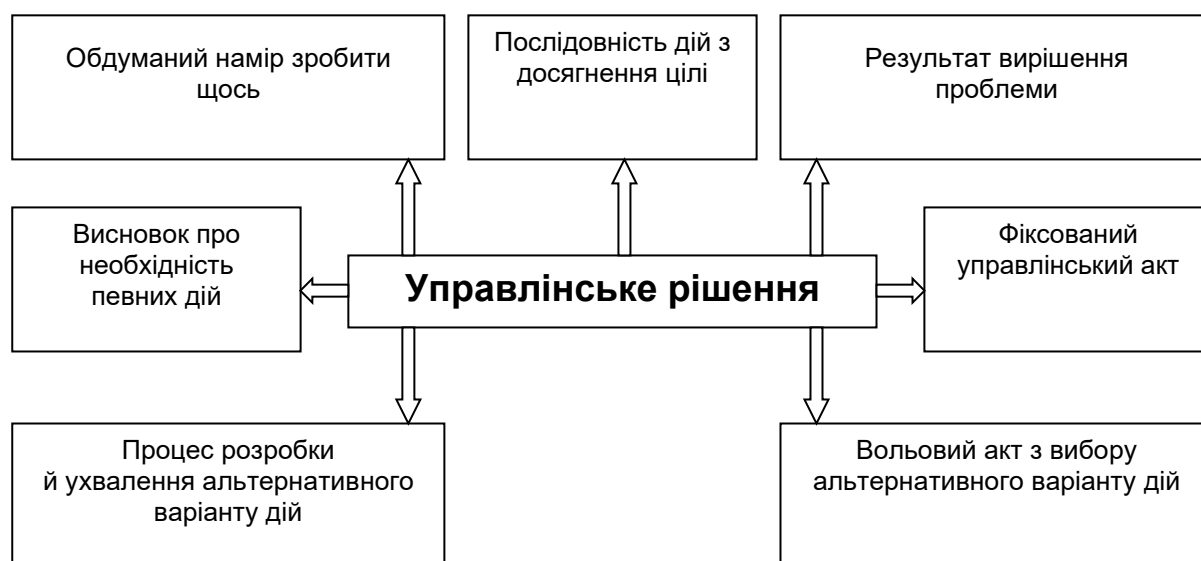 Обдуманий намір зробити
щось
Послідовність дій з
досягнення цілі
Результат вирішення
проблеми
Висновок про
необхідність
певних дій
Управлінське рішення
Фіксований
управлінський акт
Процес розробки
й ухвалення альтернативного
варіанту дій
Вольовий акт з вибору
альтернативного варіанту дій